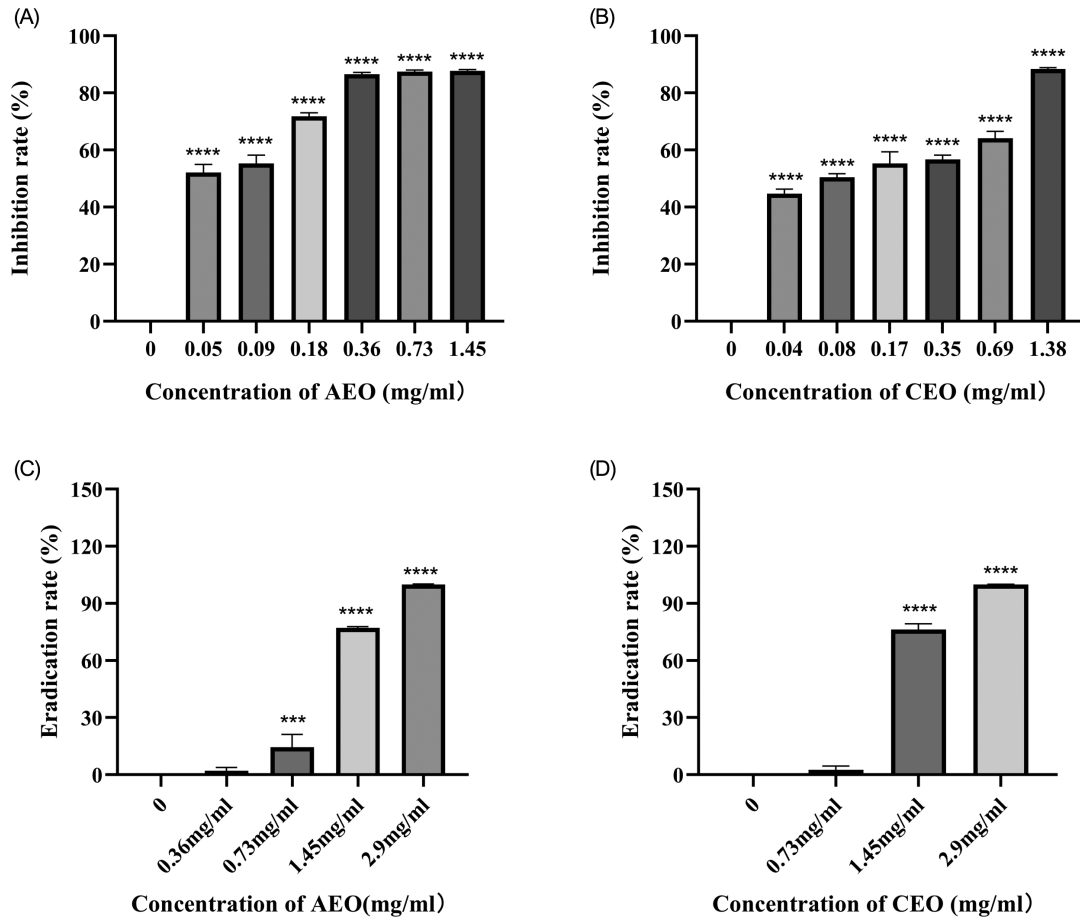 (A)
Inhibition rate (%)
100
80
60
40
20
0
**** **** **** **** **** ****
0 0.05 0.09 0.18 0.36 0.73 1.45
Concentration of AEO (mg/ml)
(B)
Inhibition rate (%)
100
80
60
40
20
0
**** **** **** **** **** ****
0 0.04 0.08 0.17 0.35 0.69 1.38
Concentration of CEO (mg/ml)
(C)
Eradication rate (%)
150
120
90
60
30
0
*** **** ****
0 0.36mg/ml 0.73mg/ml 1.45mg/ml 2.9mg/ml
Concentration of AEO(mg/ml)
(D)
Eradication rate (%)
150
120
90
60
30
0
**** ****
0 0.73mg/ml 1.45mg/ml 2.9mg/ml
Concentration of CEO (mg/ml)